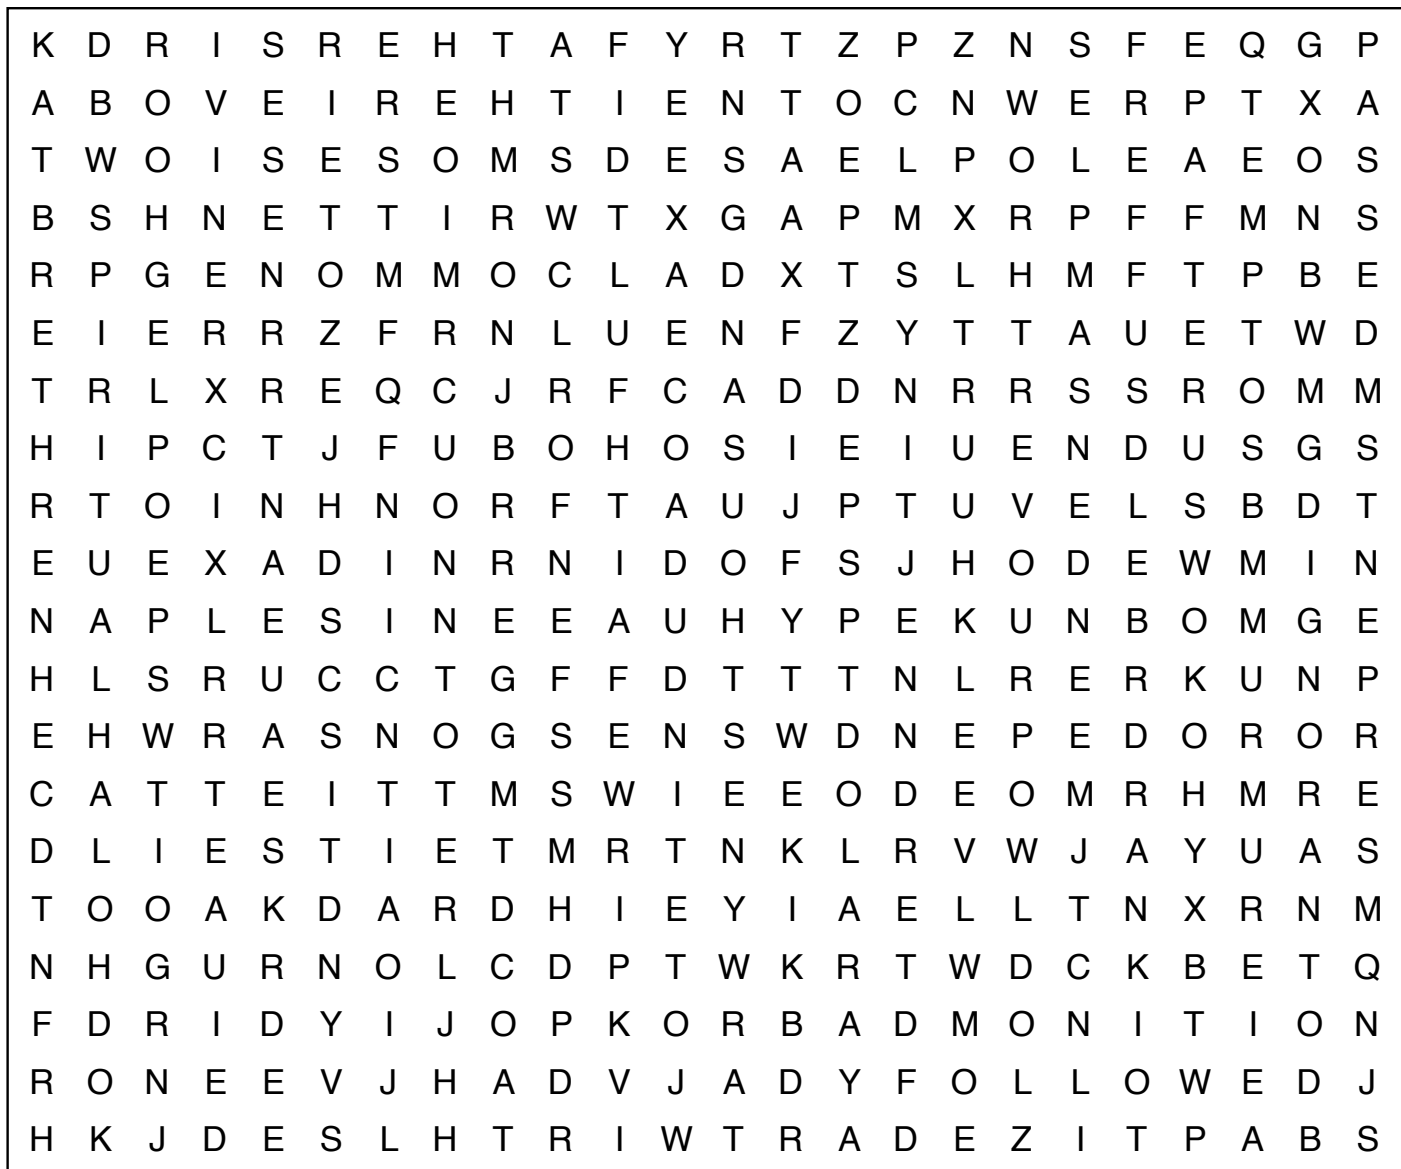 K D R I S R E H T A F Y R T Z P Z N S F E Q G P
A B O V E I R E H T I E N T O C N W E R P T X A
T W O I S E S O M S D E S A E L P O L E A E O S
B S H N E T T I R W T X G A P M X R P F F M N S
R P G E N O M M O C L A D X T S L H M F T P B E
E I E R R Z F R N L U E N F Z Y T T A U E T W D
T R L X R E Q C J R F C A D D N R R S S R O M M
H I P C T J F U B O H O S I E I U E N D U S G S
R T O I N H N O R F T A U J P T U V E L S B D T
E U E X A D I N R N I D O F S J H O D E W M I N
N A P L E S I N E E A U H Y P E K U N B O M G E
H L S R U C C T G F F D T T T N L R E R K U N P
E H W R A S N O G S E N S W D N E P E D O R O R
C A T T E I T T M S W I E E O D E O M R H M R E
D L I E S T I E T M R T N K L R V W J A Y U A S
T O O A K D A R D H I E Y I A E L L T N X R N M
N H G U R N O L C D P T W K R T W D C K B E T Q
F D R I D Y I J O P K O R B A D M O N I T I O N
R O N E E V J H A D V J A D Y F O L L O W E D J
H K J D E S L H T R I W T R A D E Z I T P A B S